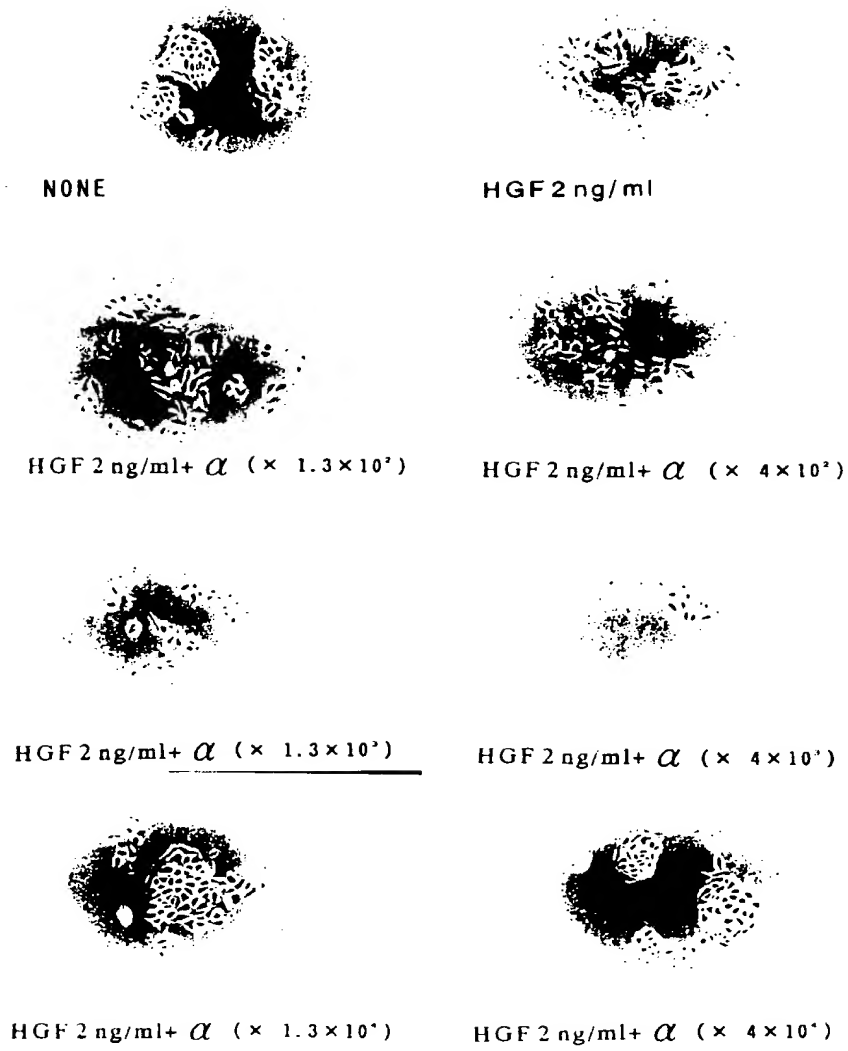 NONE
HGF 2 ng/ml
HGF 2 ng/ml+ α (× 1.3×10²)
HGF 2 ng/ml+ α (× 4×10²)
HGF 2 ng/ml+ α (× 1.3×10³)
HGF 2 ng/ml+ α (× 4×10³)
HGF 2 ng/ml+ α (× 1.3×10⁴)
HGF 2 ng/ml+ α (× 4×10⁴)